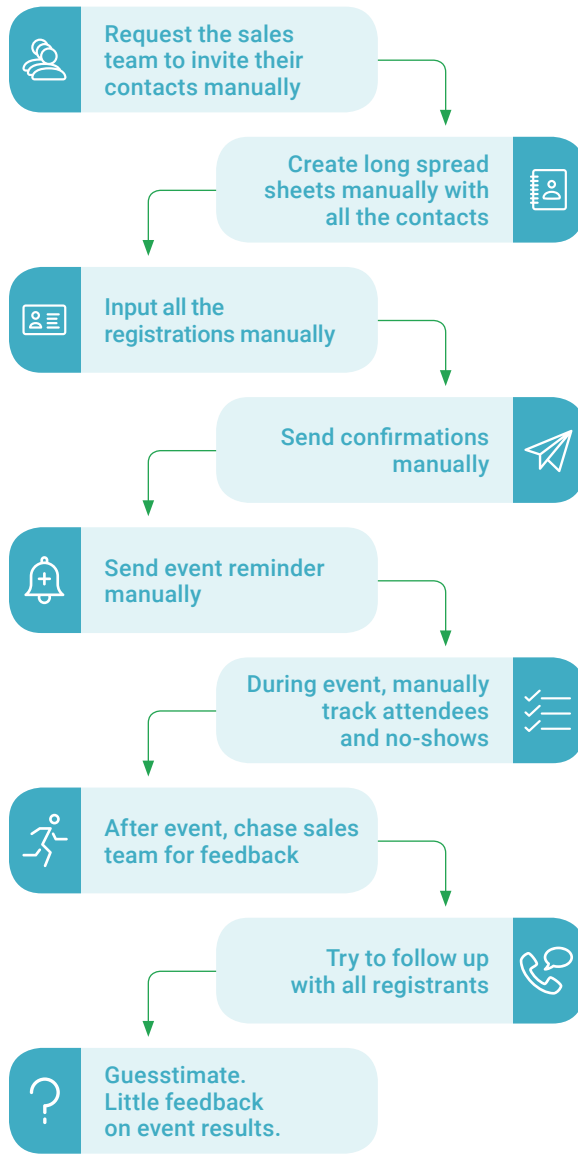 Request the sales
team to invite their
contacts manually
Create long spread
sheets manually with
all the contacts
Input all the
registrations manually
Send confirmations
manually
Send event reminder
manually
During event, manually
track attendees
and no-shows
After event, chase sales
team for feedback
Try to follow up
with all registrants
Guesstimate.
Little feedback
on event results.